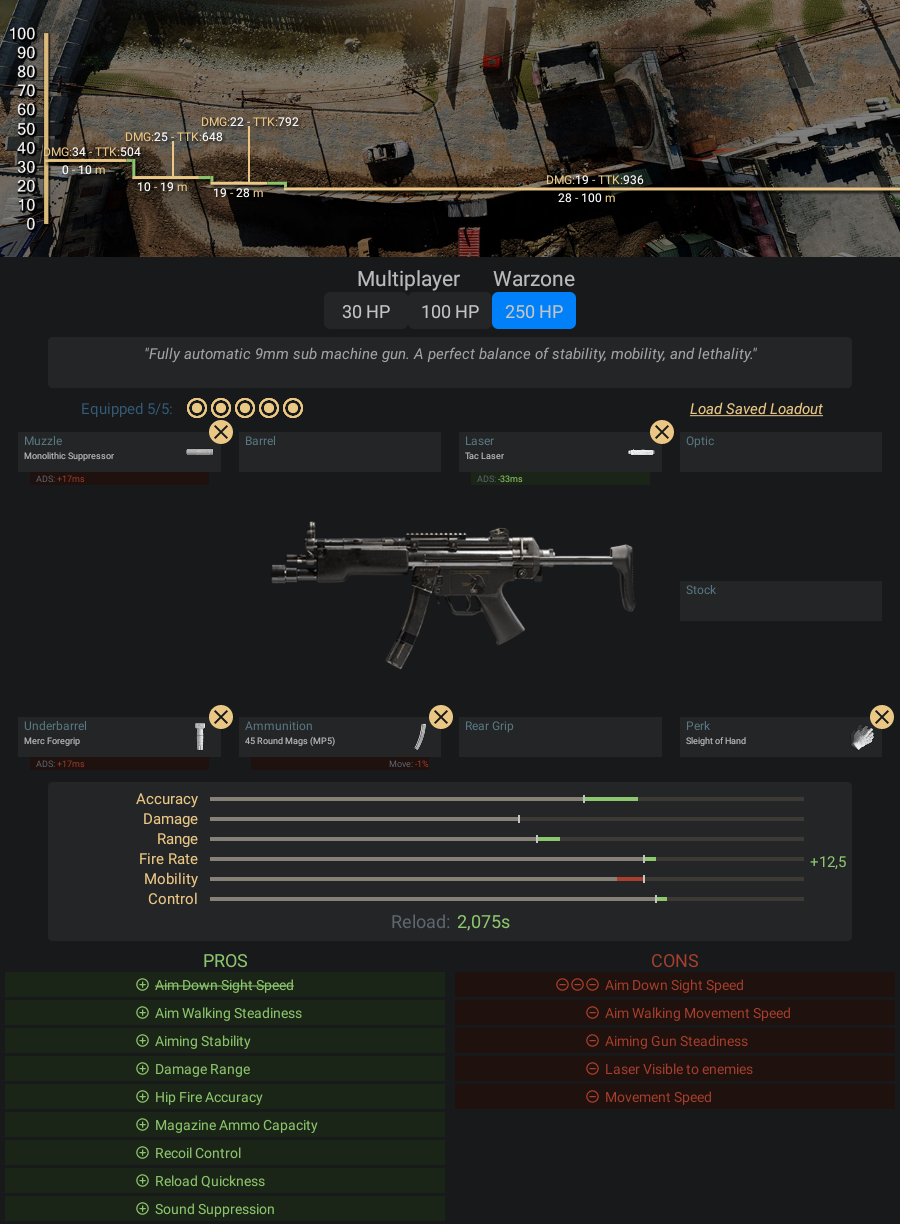 100
90
80
70
60
50
40
30
20
10
0
DMG:34 - TTK:504
0 - 10 m
DMG:25 - TTK:648
10 - 19 m
DMG:22 - TTK:792
19 - 28 m
DMG:19 - TTK:936
28 - 100 m
Multiplayer Warzone
30 HP 100 HP 250 HP
"Fully automatic 9mm sub machine gun. A perfect balance of stability, mobility, and lethality."
Equipped 5/5: Load Saved Loadout
Muzzle
Monolithic Suppressor
ADS: +17ms
Barrel
Laser
Tac Laser
ADS: -33ms
Optic
Stock
Underbarrel
Merc Foregrip
ADS: +17ms
Ammunition
45 Round Mags (MP5)
Move: -1%
Rear Grip
Perk
Sleight of Hand
Accuracy
Damage
Range
Fire Rate
+12,5
Mobility
Control
Reload: 2,075s
PROS
Aim Down Sight Speed
Aim Walking Steadiness
Aiming Stability
Damage Range
Hip Fire Accuracy
Magazine Ammo Capacity
Recoil Control
Reload Quickness
Sound Suppression
CONS
Aim Down Sight Speed
Aim Walking Movement Speed
Aiming Gun Steadiness
Laser Visible to enemies
Movement Speed